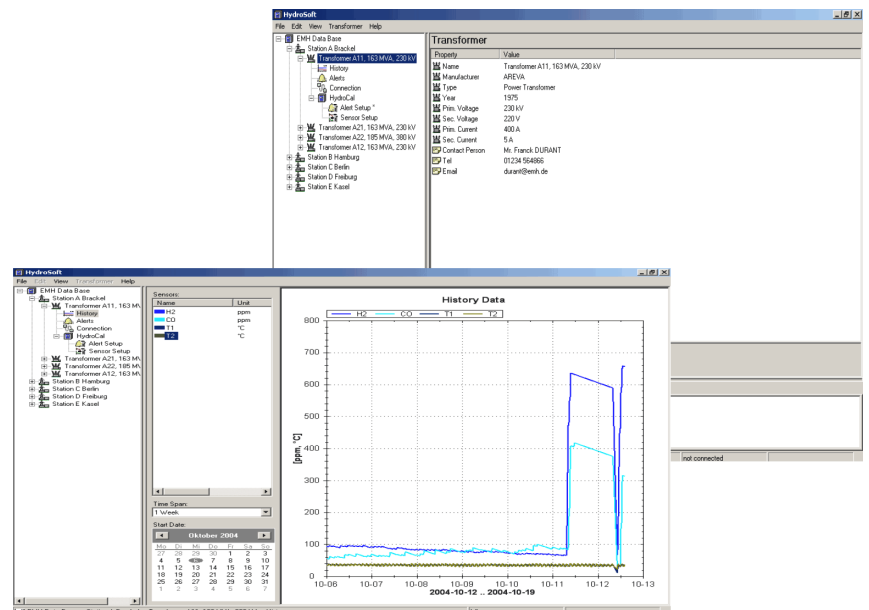 HydroSoft
File Edit View Transformer Help
EMH Data Base
Station A Brackel
Transformer A11, 163 MVA, 230 kV
History
Alerts
Connection
HydroCal
Alert Setup *
Sensor Setup
Transformer A21, 163 MVA, 230 kV
Transformer A22, 185 MVA, 380 kV
Transformer A12, 163 MVA, 230 kV
Station B Hamburg
Station C Berlin
Station D Freiburg
Station E Kasel
Transformer
Property Value
Name Transformer A11, 163 MVA, 230 kV
Manufacturer AREVA
Type Power Transformer
Year 1975
Prim. Voltage 230 kV
Sec. Voltage 220 V
Prim. Current 400 A
Sec. Current 5 A
Contact Person Mr. Franck DURANT
Tel 01234 564866
Email durant@emh.de
not connected
HydroSoft
File Edit View Transformer Help
EMH Data Base
Station A Brackel
Transformer A11, 163 M
History
Alerts
Connection
HydroCal
Alert Setup
Sensor Setup
Transformer A21, 163 M
Transformer A22, 185 M
Transformer A12, 163 M
Station B Hamburg
Station C Berlin
Station D Freiburg
Station E Kasel
Sensors:
Name Unit
H2 ppm
CO ppm
T1 °C
T2 °C
Time Span:
1 Week
Start Date:
Oktober 2004
Mo Di Mi Do Fr Sa So
27 28 29 30 1 2 3
4 5 6 7 8 9 10
11 12 13 14 15 16 17
18 19 20 21 22 23 24
25 26 27 28 29 30 31
1 2 3 4 5 6 7
History Data
H2 CO T1 T2
[ppm, °C]
800
700
600
500
400
300
200
100
0
10-06 10-07 10-08 10-09 10-10 10-11 10-12 10-13
2004-10-12 .. 2004-10-19